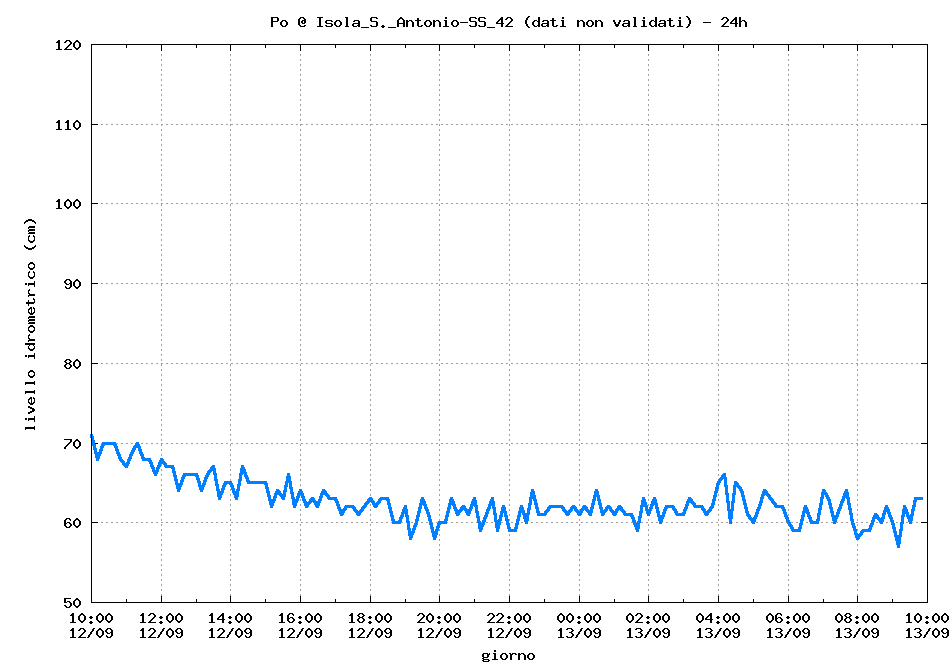 Po @ Isola_S._Antonio-SS_42 (dati non validati) - 24h
120
110
100
90
80
70
60
50
livello idrometrico (cm)
10:00 12:00 14:00 16:00 18:00 20:00 22:00 00:00 02:00 04:00 06:00 08:00 10:00
12/09 12/09 12/09 12/09 12/09 12/09 12/09 13/09 13/09 13/09 13/09 13/09 13/09
giorno